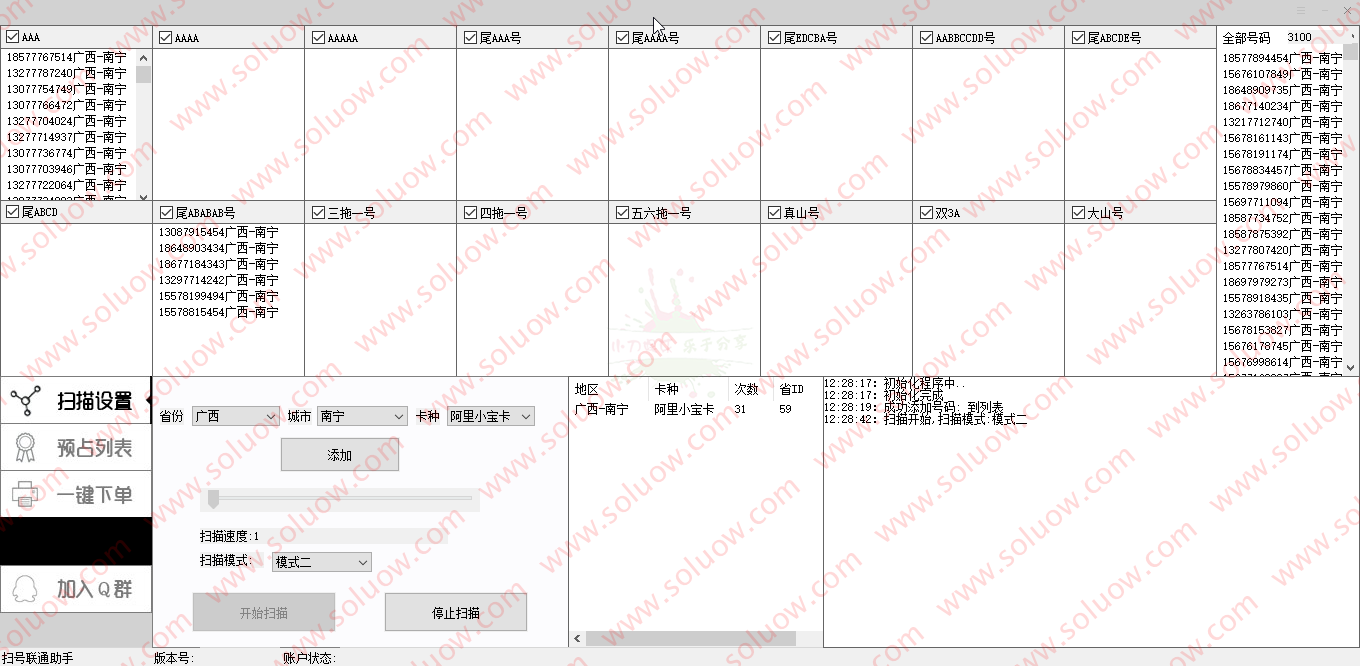 AAA
AAAA
AAAAA
尾AAA号
尾AAAA号
尾EDCBA号
AABBCCDD号
尾ABCDE号
全部号码 3100
18577767514广西-南宁
13277787240广西-南宁
13077754749广西-南宁
13077766472广西-南宁
13277704024广西-南宁
13277714937广西-南宁
13077736774广西-南宁
13077703946广西-南宁
13277722064广西-南宁
18577894454广西-南宁
15676107849广西-南宁
18648909735广西-南宁
18677140234广西-南宁
13217712740广西-南宁
15678161143广西-南宁
15678191174广西-南宁
15678834457广西-南宁
15578979860广西-南宁
15697711094广西-南宁
18587734752广西-南宁
18587875392广西-南宁
13277807420广西-南宁
18577767514广西-南宁
18697979273广西-南宁
15578918435广西-南宁
13263786103广西-南宁
15678153827广西-南宁
15676178745广西-南宁
15676998614广西-南宁
尾ABCD
尾ABABAB号
三拖一号
四拖一号
五六拖一号
真山号
双3A
大山号
13087915454广西-南宁
18648903434广西-南宁
18677184343广西-南宁
13297714242广西-南宁
15578199494广西-南宁
15578815454广西-南宁
扫描设置
预占列表
一键下单
加入Q群
省份 广西 城市 南宁 卡种 阿里小宝卡
添加
扫描速度:1
扫描模式: 模式二
开始扫描 停止扫描
地区 卡种 次数 省ID
广西-南宁 阿里小宝卡 31 59
12:28:17: 初始化程序中..
12:28:17: 初始化完成
12:28:19: 成功添加号码: 到列表
12:28:42: 扫描开始,扫描模式:模式二
扫号联通助手 版本号: 账户状态:
www.soluow.com
乐于分享